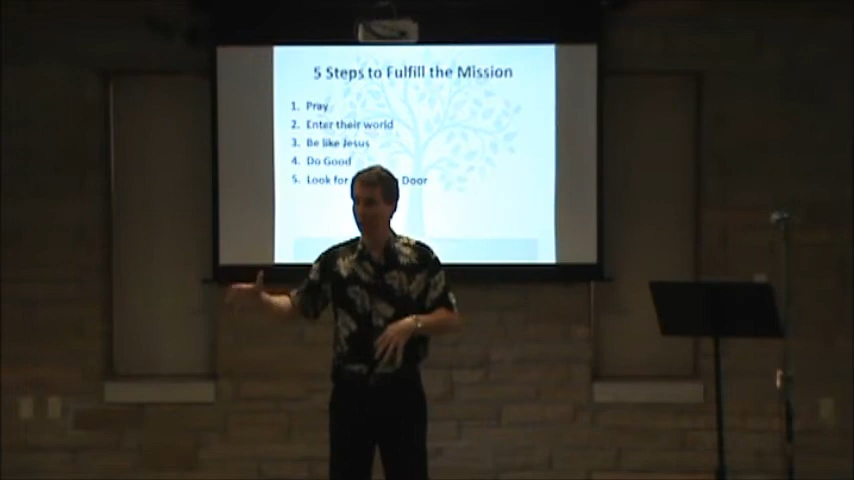 5 Steps to Fulfill the Mission
1. Pray
2. Enter their world
3. Be like Jesus
4. Do Good
5. Look for Door